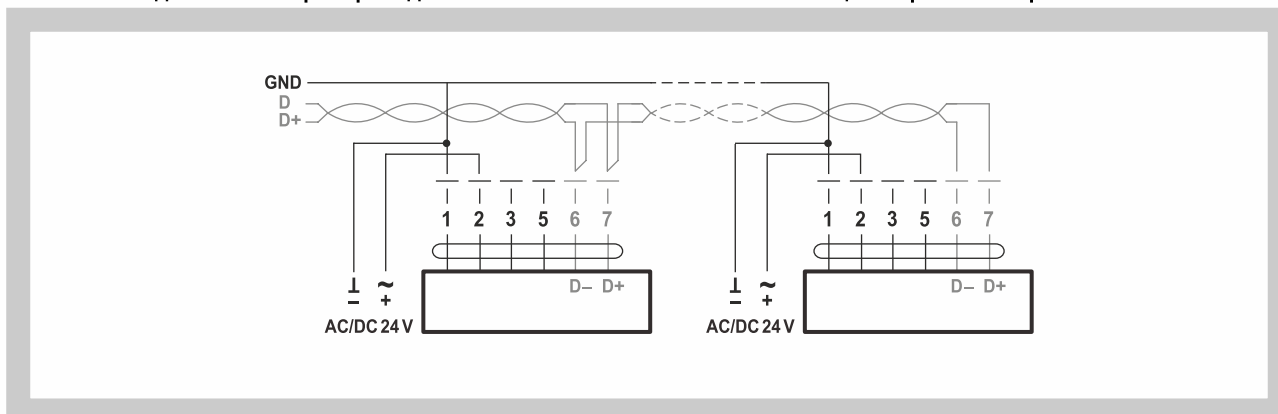 GND
D
D+
1 2 3 5 6 7 1 2 3 5 6 7
⊥ ~ D– D+ ⊥ ~ D– D+
– + – +
AC/DC 24 V AC/DC 24 V